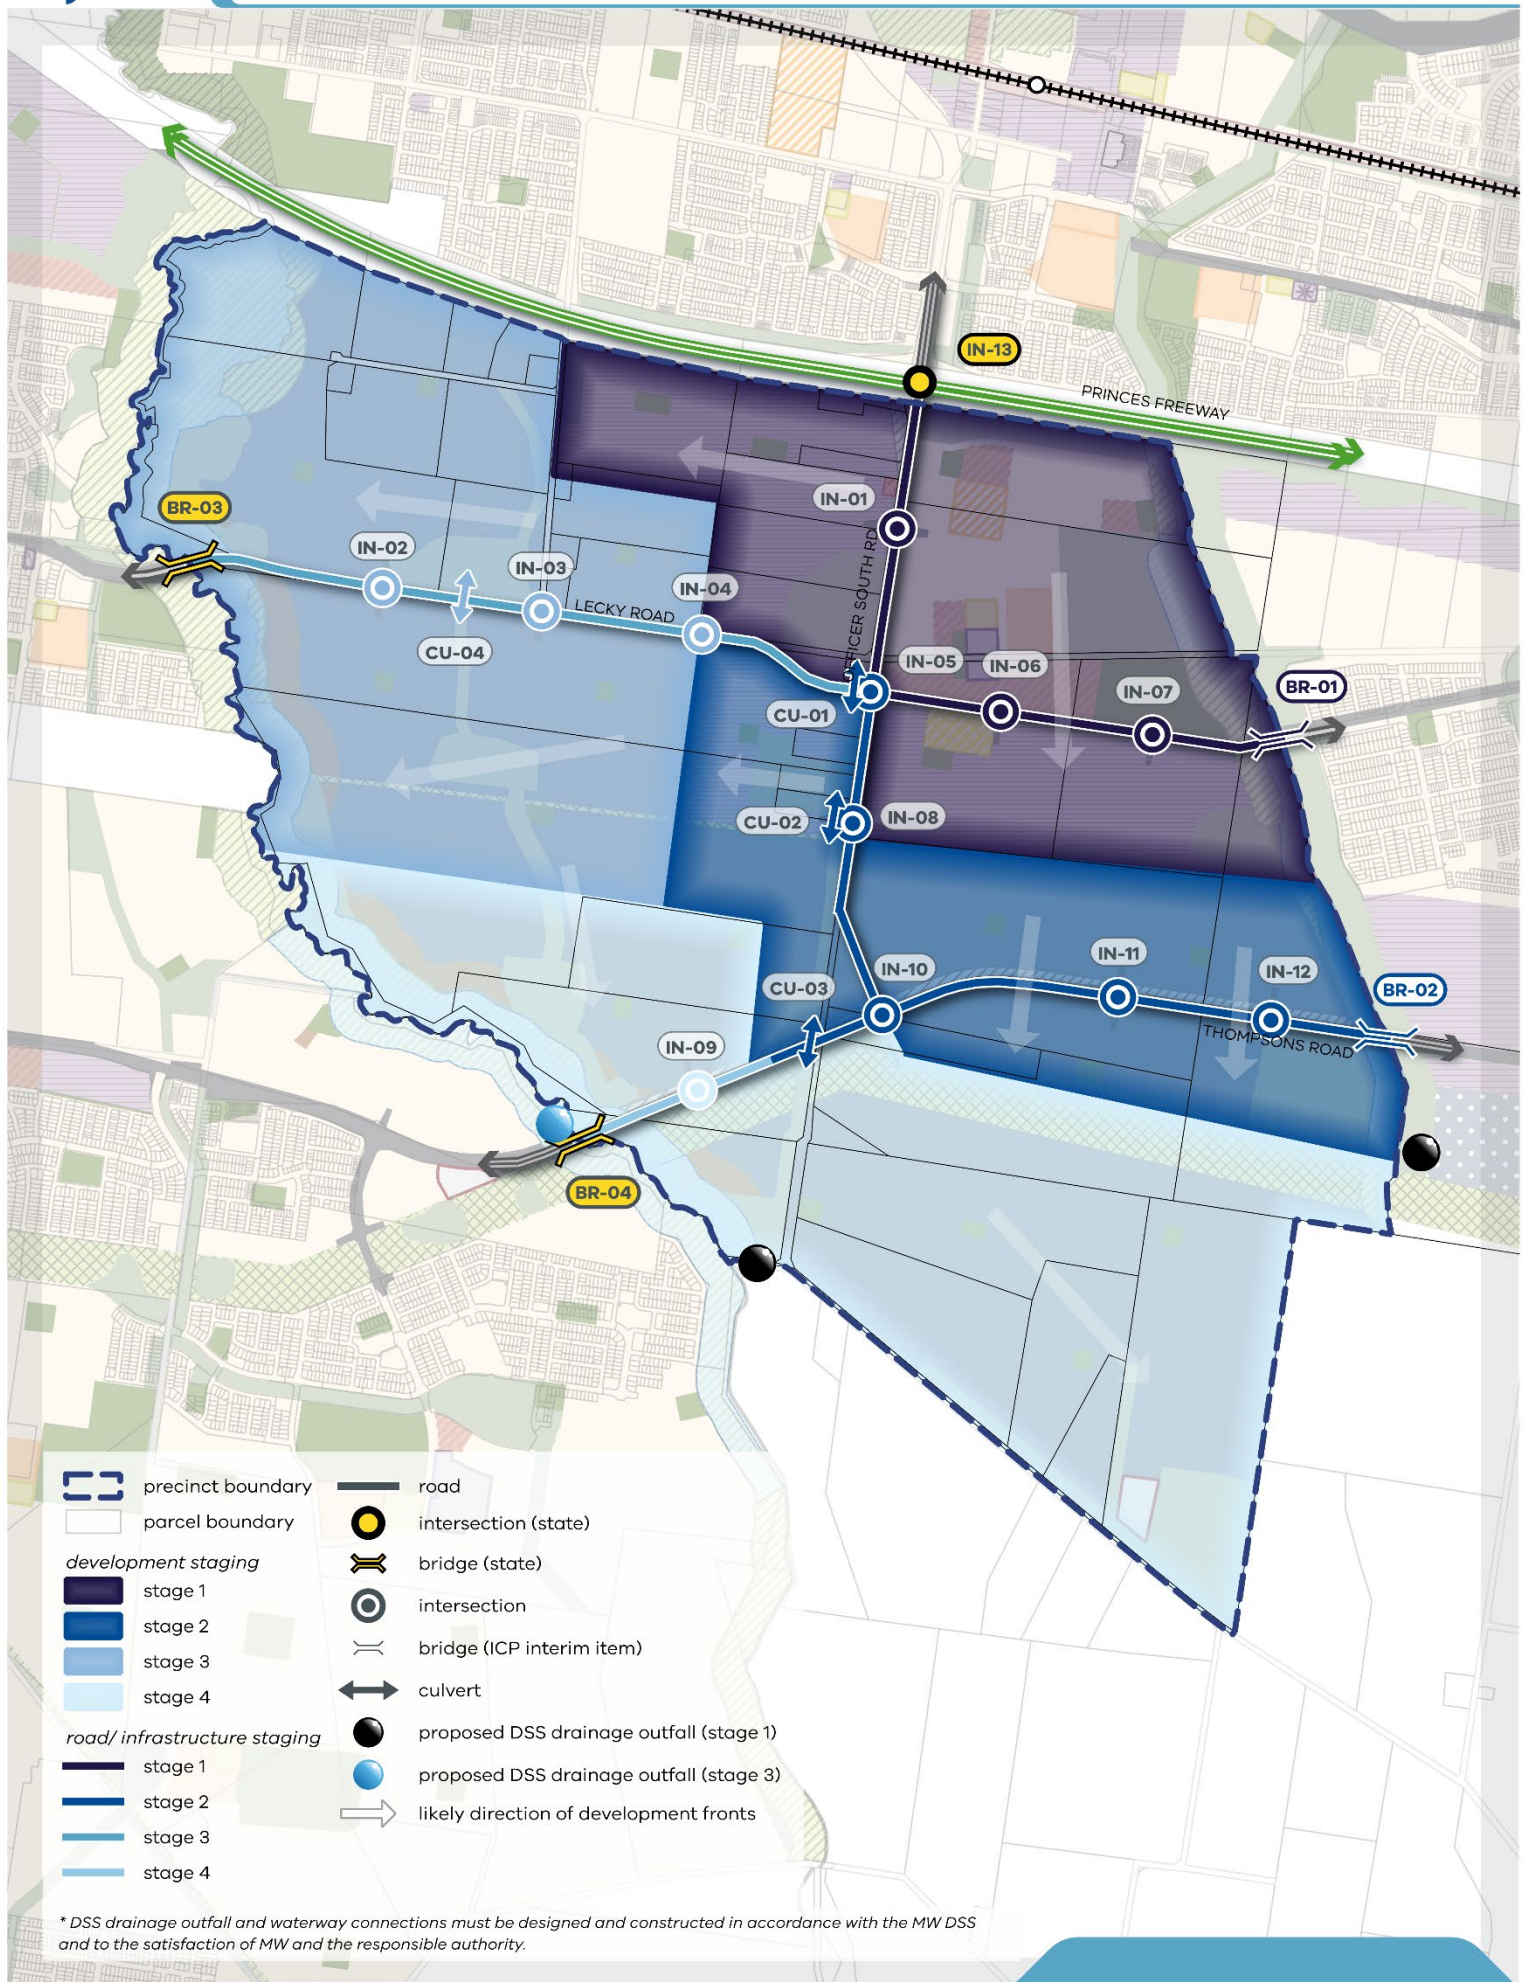 IN-13
PRINCES FREEWAY
IN-01
BR-03
IN-02
IN-03
IN-04
LECKY ROAD
OFFICER SOUTH RD
CU-04
IN-05
IN-06
IN-07
BR-01
CU-01
CU-02
IN-08
IN-11
IN-10
IN-12
CU-03
BR-02
THOMPSONS ROAD
IN-09
BR-04
precinct boundary
parcel boundary
development staging
stage 1
stage 2
stage 3
stage 4
road/ infrastructure staging
stage 1
stage 2
stage 3
stage 4
road
intersection (state)
bridge (state)
intersection
bridge (ICP interim item)
culvert
proposed DSS drainage outfall (stage 1)
proposed DSS drainage outfall (stage 3)
likely direction of development fronts
* DSS drainage outfall and waterway connections must be designed and constructed in accordance with the MW DSS
and to the satisfaction of MW and the responsible authority.